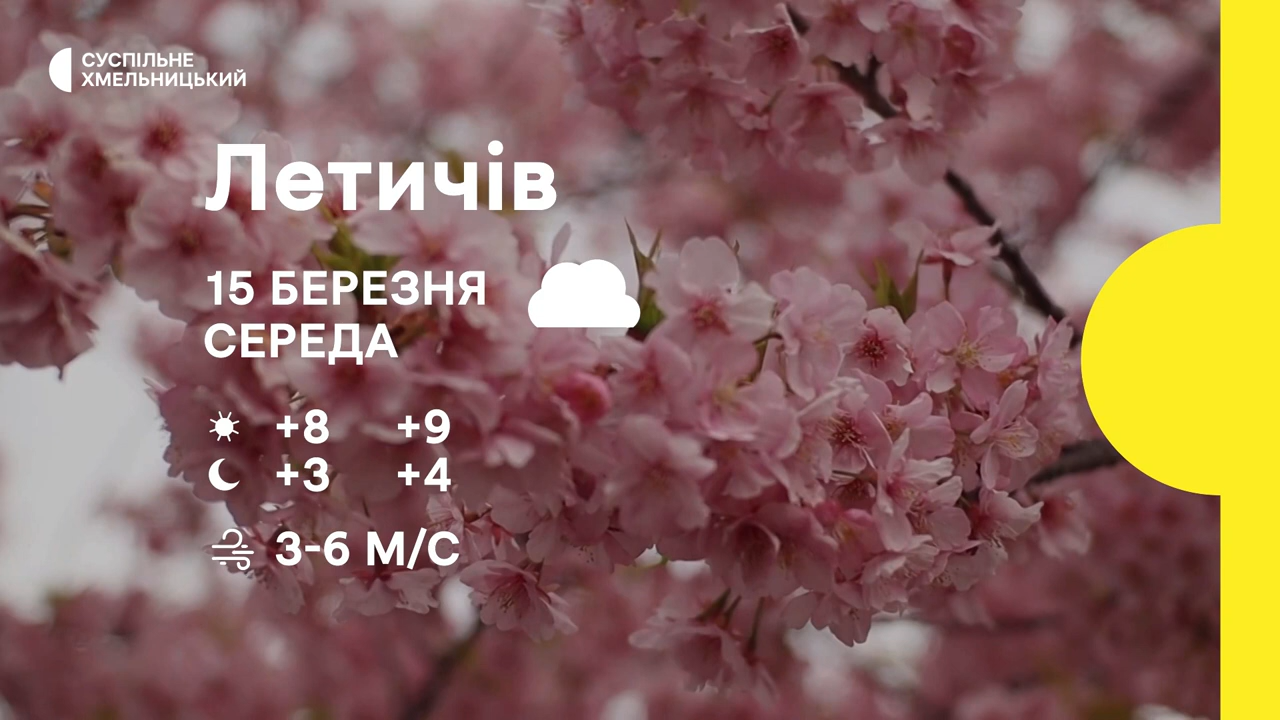 СУСПІЛЬНЕ
ХМЕЛЬНИЦЬКИЙ
Летичів
15 БЕРЕЗНЯ
СЕРЕДА
+8 +9
+3 +4
3-6 М/С